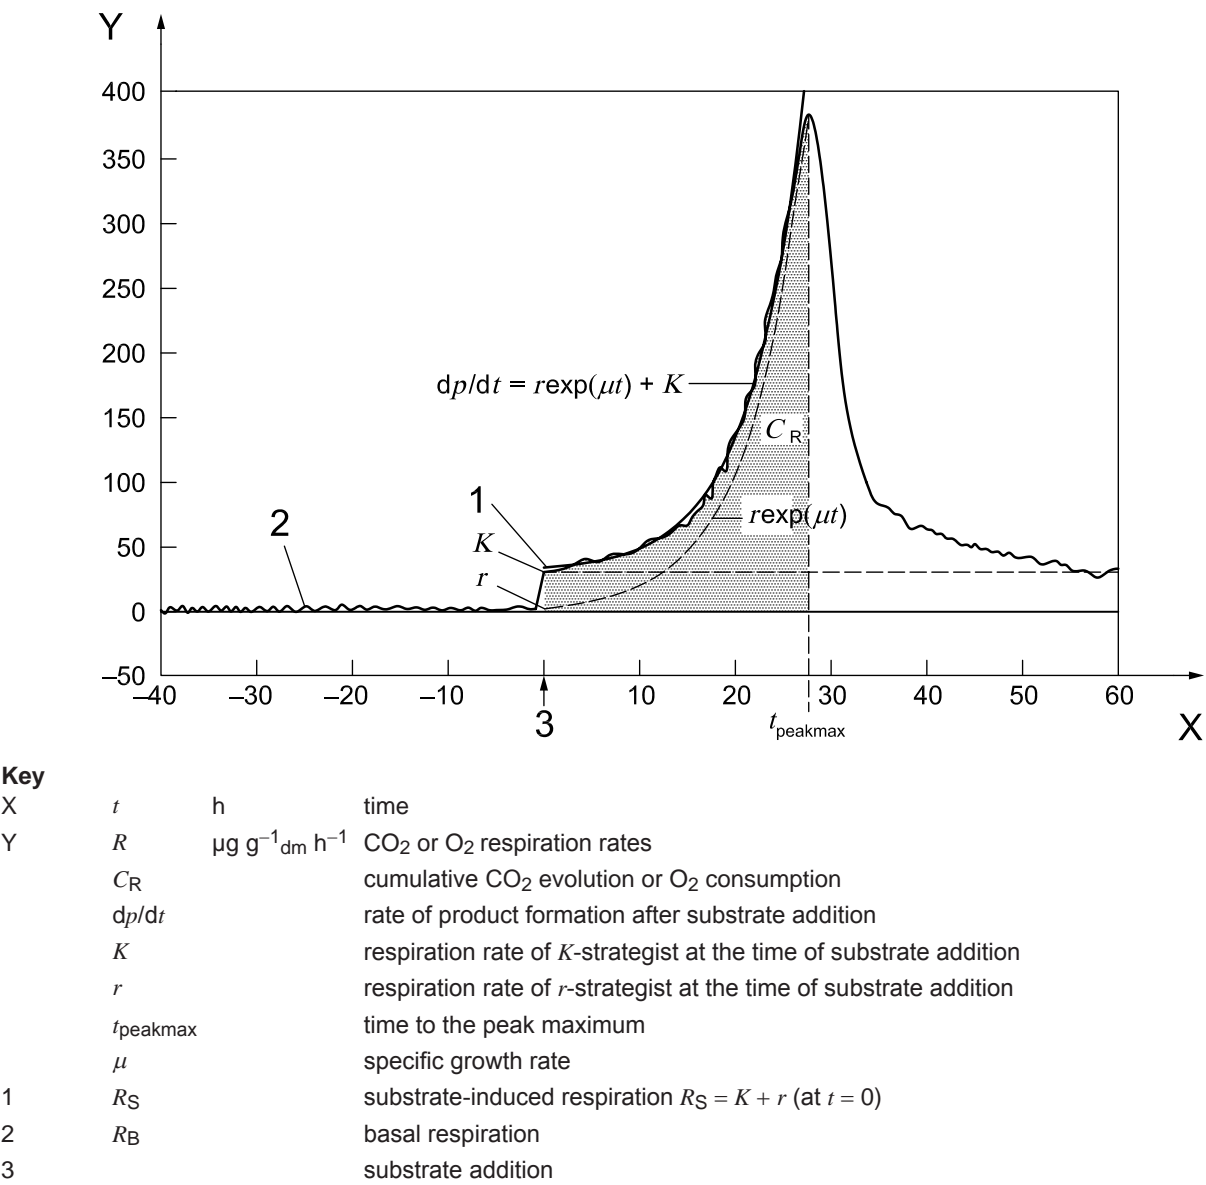 Y
400
350
300
250
200
150
100
50
0
–50
dp/dt = rexp(μt) + K
C R
rexp(μt)
1
2
K
r
–40 –30 –20 –10 10 20 30 40 50 60
3
tpeakmax
X
Key
X t h time
Y R µg g–1dm h–1 CO2 or O2 respiration rates
CR cumulative CO2 evolution or O2 consumption
dp/dt rate of product formation after substrate addition
K respiration rate of K-strategist at the time of substrate addition
r respiration rate of r-strategist at the time of substrate addition
tpeakmax time to the peak maximum
μ specific growth rate
1 RS substrate-induced respiration RS = K + r (at t = 0)
2 RB basal respiration
3 substrate addition